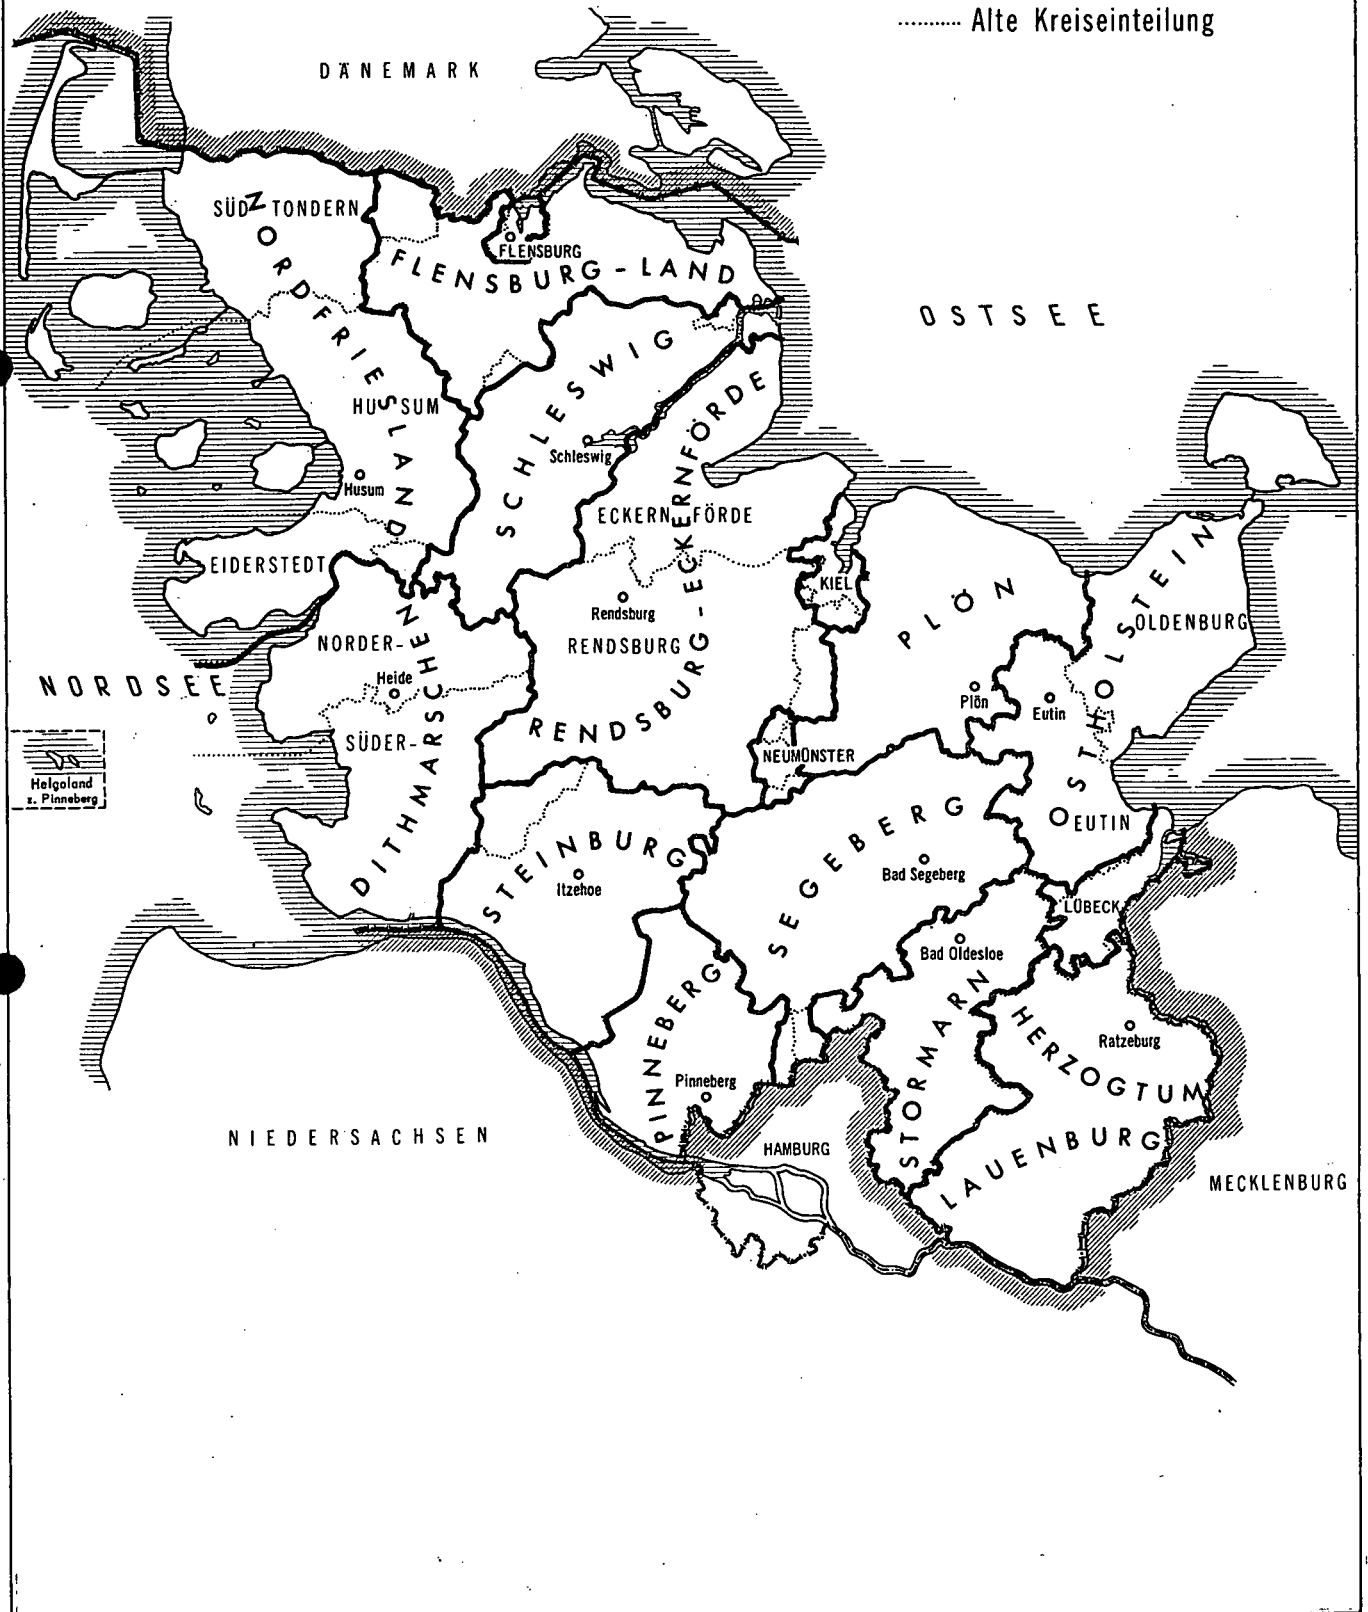 Alte Kreiseinteilung
DÄNEMARK
SÜDTONDERN
NORDFRIESLAND
FLENSBURG
FLENSBURG-LAND
OSTSEE
SCHLESWIG
HUSUM
Schleswig
Husum
ECKERNFÖRDE
EIDERSTEDT
KIEL
Rendsburg
RENDSBURG
RENDSBURG-ECKERNFÖRDE
PLÖN
OLDENBURG
OSTHOLSTEIN
NORDER-
Heide
NORDSEE
SÜDER-
DITHMARSCHEN
Plön
Eutin
NEUMÜNSTER
Helgoland
z. Pinneberg
EUTIN
STEINBURG
Itzehoe
SEGEBERG
Bad Segeberg
LÜBECK
Bad Oldesloe
PINNEBERG
Pinneberg
STORMARN
HERZOGTUM
Ratzeburg
LAUENBURG
NIEDERSACHSEN
HAMBURG
MECKLENBURG